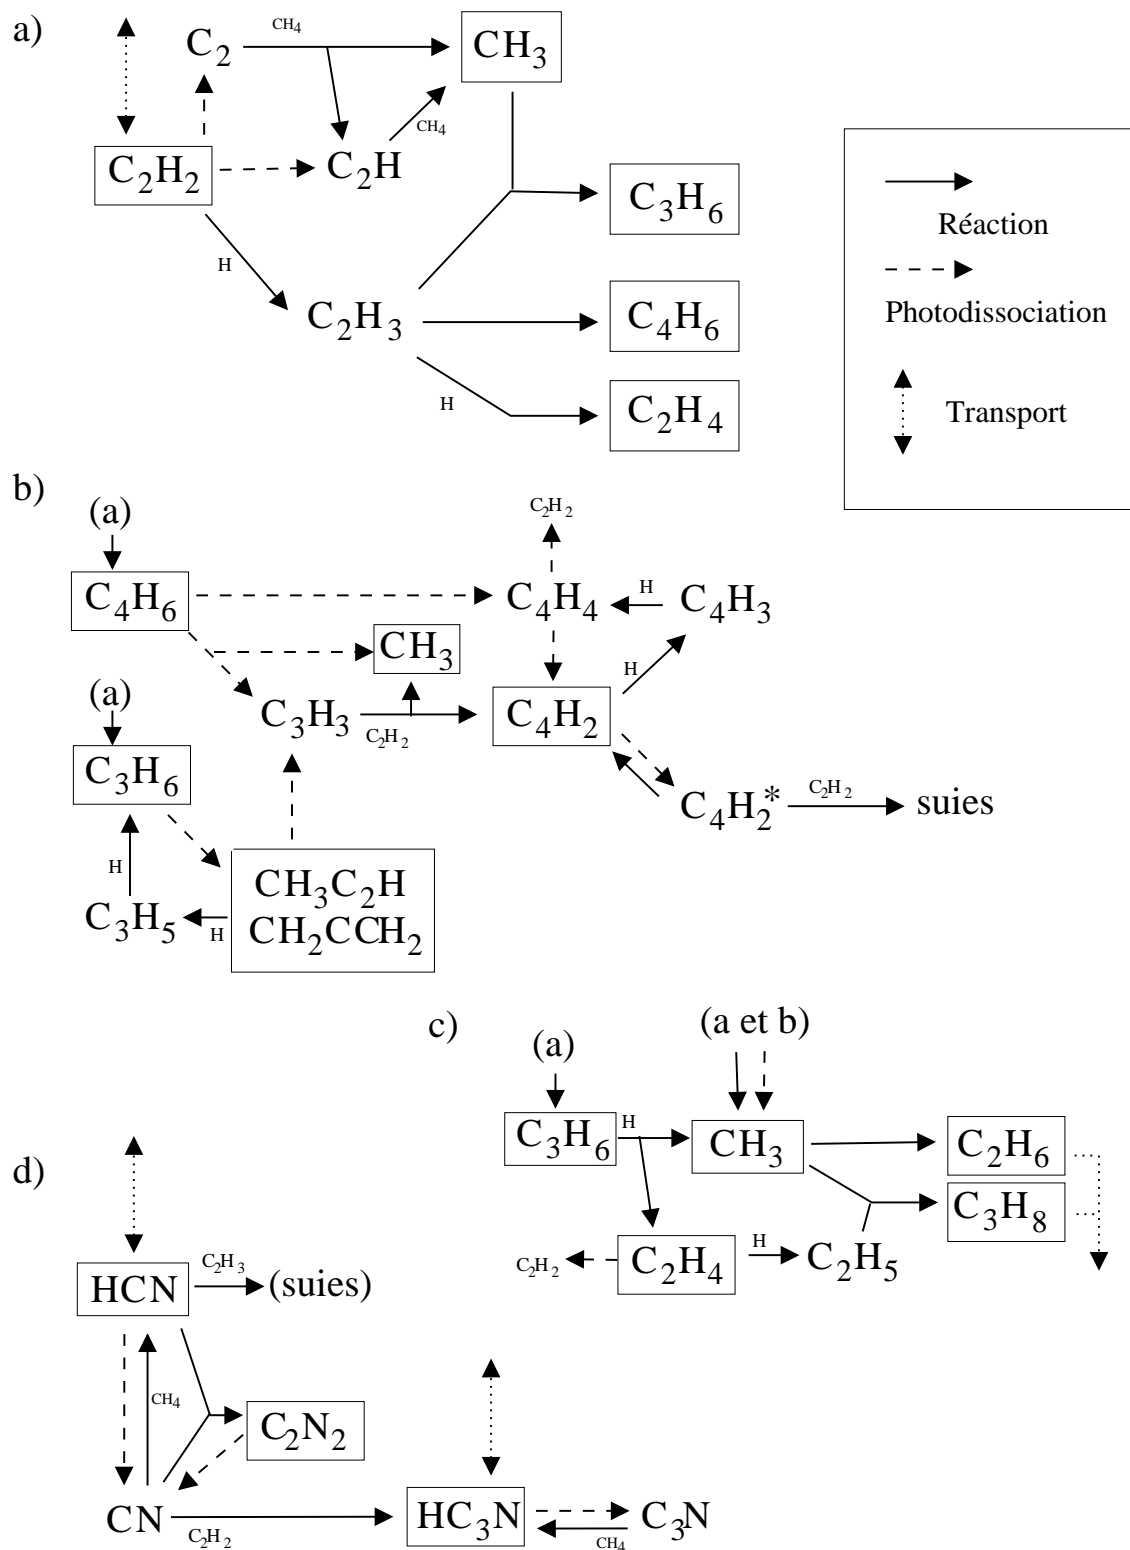 a)
C2 CH4 CH3
C2H2 C2H CH4
C3H6
H
C2H3 C4H6
H C2H4
Réaction
Photodissociation
Transport
b)
(a) C2H2
C4H6 C4H4 H C4H3
CH3 H
(a)
C3H3 C2H2 C4H2
C3H6
C4H2* C2H2 suies
H
CH3C2H
C3H5 H CH2CCH2
c) (a et b)
(a)
C3H6 H CH3 C2H6
C3H8
C2H2 C2H4 H C2H5
d)
HCN C2H3 (suies)
CH4
C2N2
CN C2H2 HC3N CH4 C3N